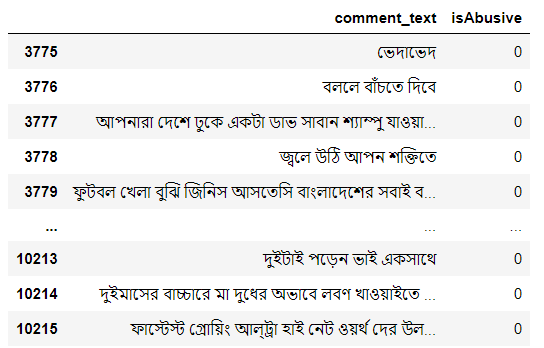 comment_text isAbusive
3775 ভেদাভেদ 0
3776 বললে বাঁচতে দিবে 0
3777 আপনারা দেশে ঢুকে একটা ডাভ সাবান শ্যাম্পু যাওয়া... 0
3778 জ্বলে উঠি আপন শক্তিতে 0
3779 ফুটবল খেলা বুঝি জিনিস আসতেসি বাংলাদেশের সবাই ব... 0
... ... ...
10213 দুইটাই পড়েন ভাই একসাথে 0
10214 দুইমাসের বাচ্চারে মা দুধের অভাবে লবণ খাওয়াইতে ... 0
10215 ফাস্টেস্ট গ্রোয়িং আল্ট্রা হাই নেট ওয়র্থ দের উল... 0